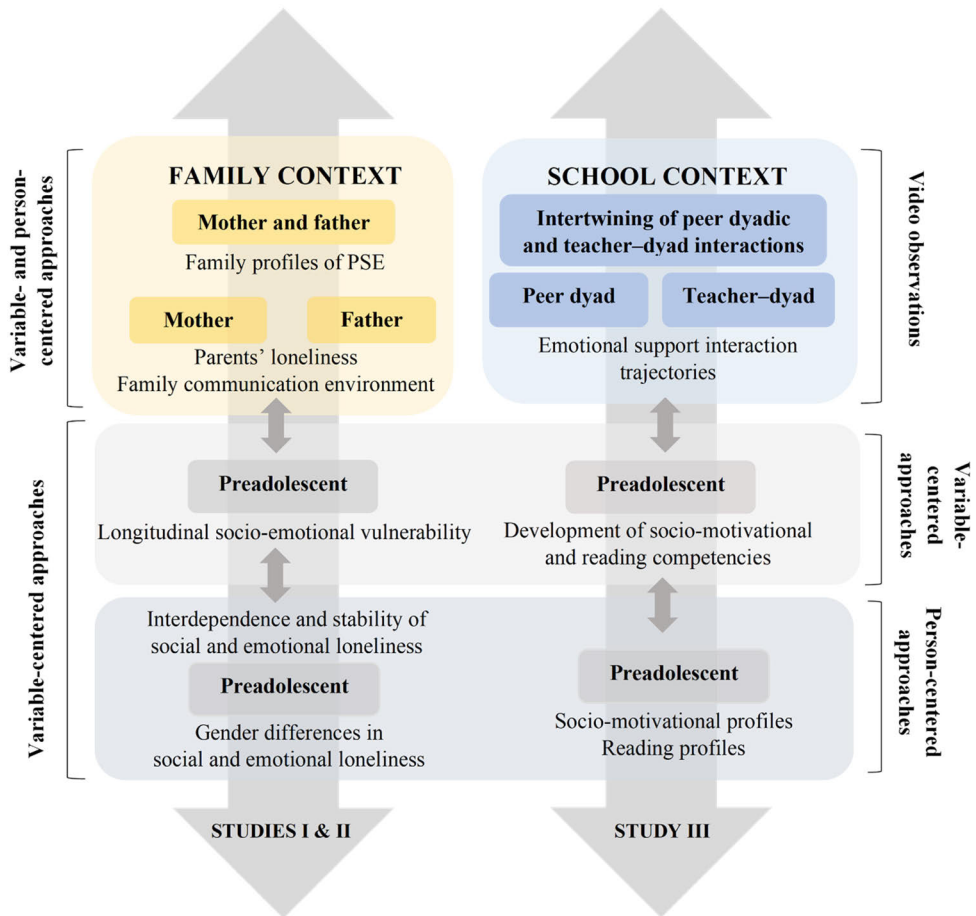 Variable- and person-
centered approaches
FAMILY CONTEXT
Mother and father
Family profiles of PSE
Mother
Father
Parents’ loneliness
Family communication environment
SCHOOL CONTEXT
Intertwining of peer dyadic
and teacher–dyad interactions
Peer dyad
Teacher–dyad
Emotional support interaction
trajectories
Video observations
Variable-centered approaches
Preadolescent
Longitudinal socio-emotional vulnerability
Preadolescent
Development of socio-motivational
and reading competencies
Variable-
centered
approaches
Interdependence and stability of
social and emotional loneliness
Preadolescent
Gender differences in
social and emotional loneliness
Preadolescent
Socio-motivational profiles
Reading profiles
Person-centered
approaches
STUDIES I & II
STUDY III